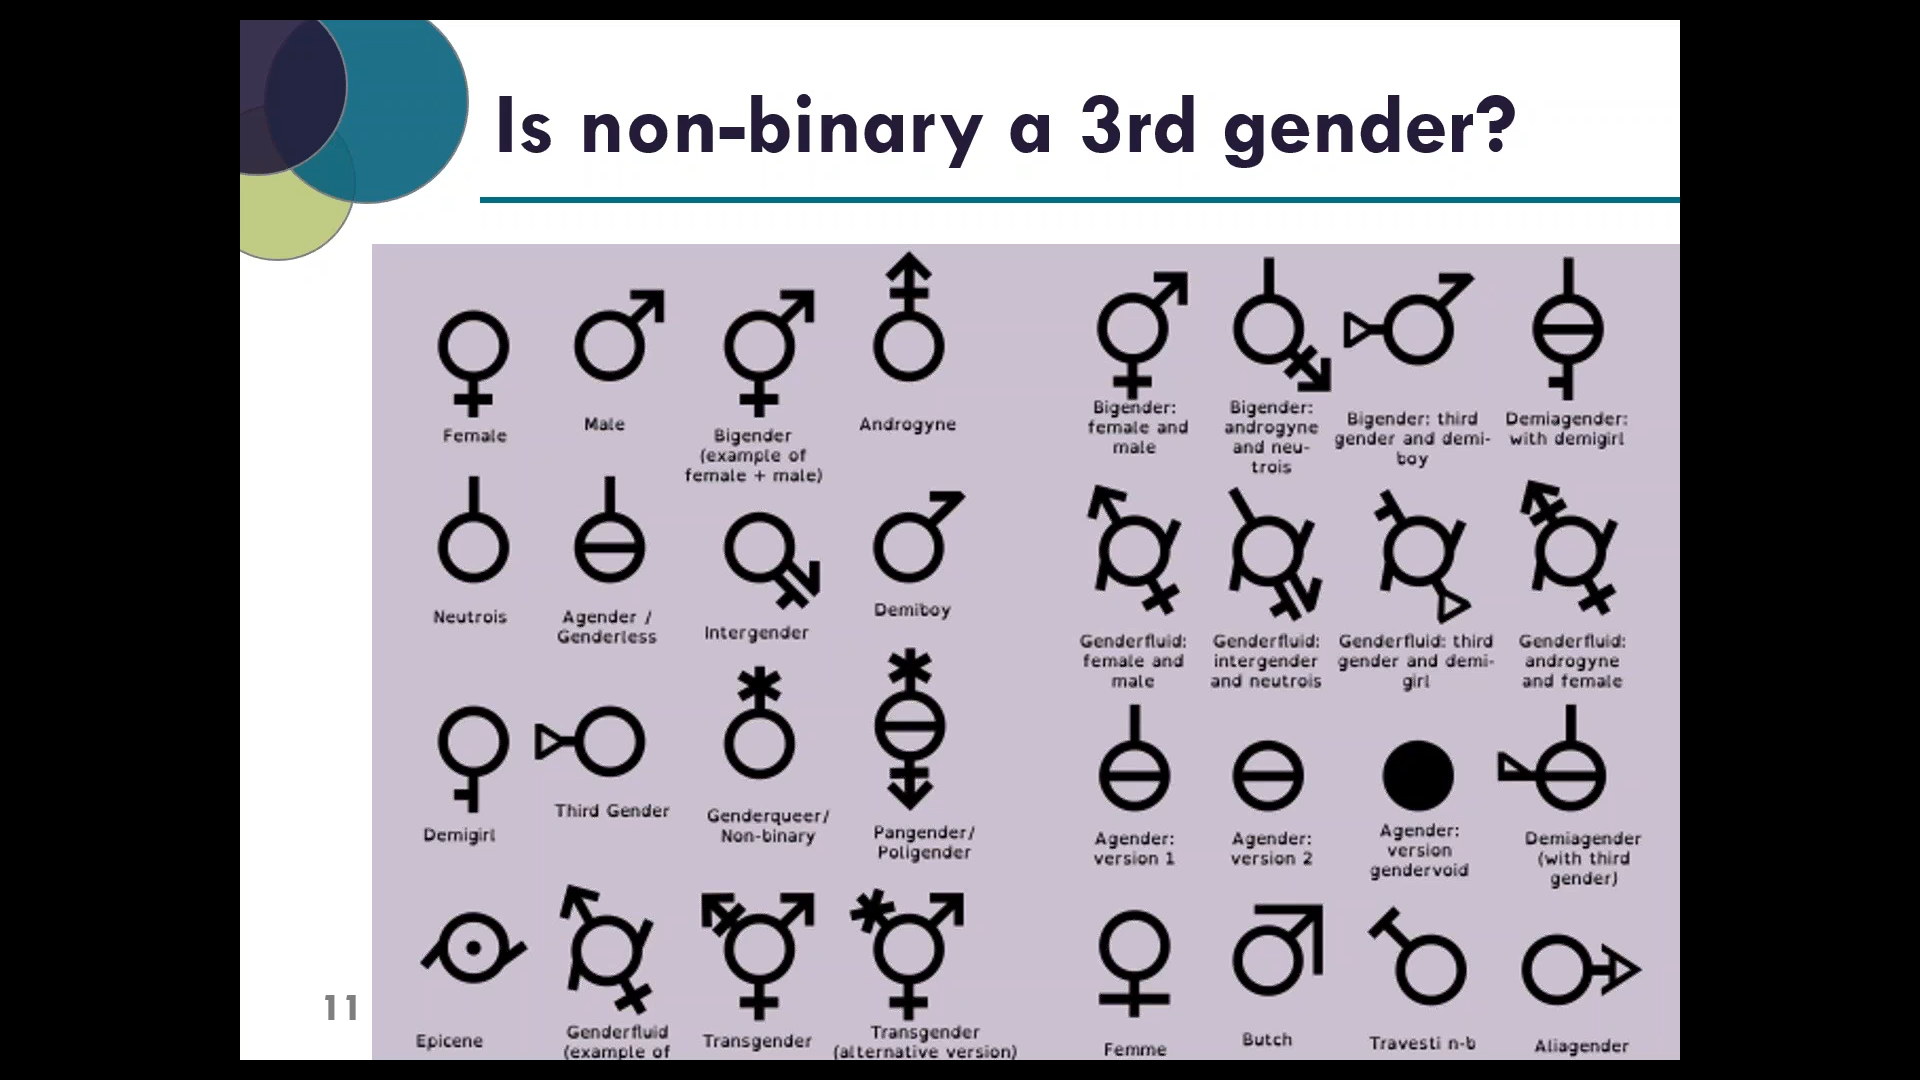 Is non-binary a 3rd gender?
Female
Male
Bigender
(example of
female + male)
Androgyne
Bigender:
female and
male
Bigender:
androgyne
and neu-
trois
Bigender: third
gender and demi-
boy
Demiagender:
with demigirl
Neutrois
Agender /
Genderless
Intergender
Demiboy
Genderfluid:
female and
male
Genderfluid:
intergender
and neutrois
Genderfluid: third
gender and demi-
girl
Genderfluid:
androgyne
and female
Demigirl
Third Gender
Genderqueer/
Non-binary
Pangender/
Poligender
Agender:
version 1
Agender:
version 2
Agender:
version
gendervoid
Demiagender
(with third
gender)
Epicene
Genderfluid
(example of
Transgender
Transgender
(alternative version)
Femme
Butch
Travesti n-b
Aliagender
11